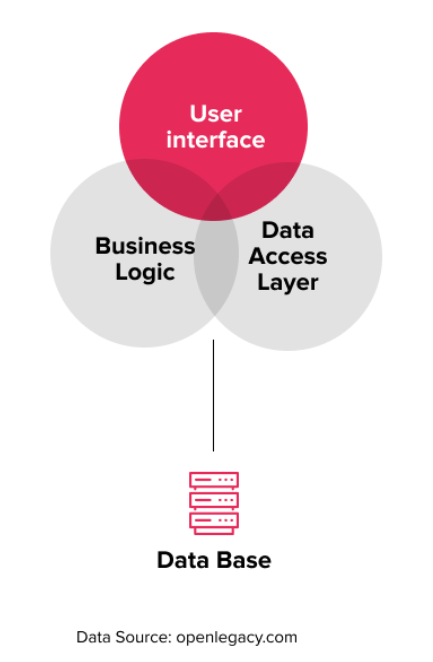 User
interface
Business
Logic
Data
Access
Layer
Data Base
Data Source: openlegacy.com